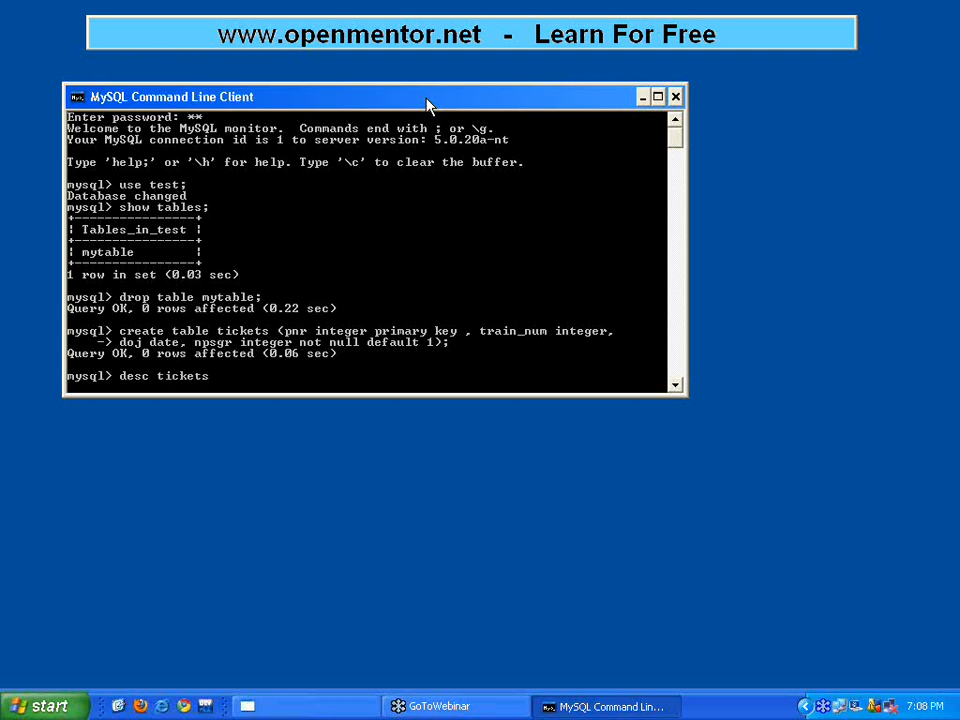 www.openmentor.net - Learn For Free
MySQL Command Line Client
Enter password: **
Welcome to the MySQL monitor.  Commands end with ; or \g.
Your MySQL connection id is 1 to server version: 5.0.20a-nt
Type 'help;' or '\h' for help. Type '\c' to clear the buffer.
mysql> use test;
Database changed
mysql> show tables;
+----------------+
| Tables_in_test |
+----------------+
| mytable        |
+----------------+
1 row in set (0.03 sec)
mysql> drop table mytable;
Query OK, 0 rows affected (0.22 sec)
mysql> create table tickets (pnr integer primary key , train_num integer,
    -> doj date, npsgr integer not null default 1);
Query OK, 0 rows affected (0.06 sec)
mysql> desc tickets
start
GoToWebinar
MySQL Command Lin...
7:08 PM